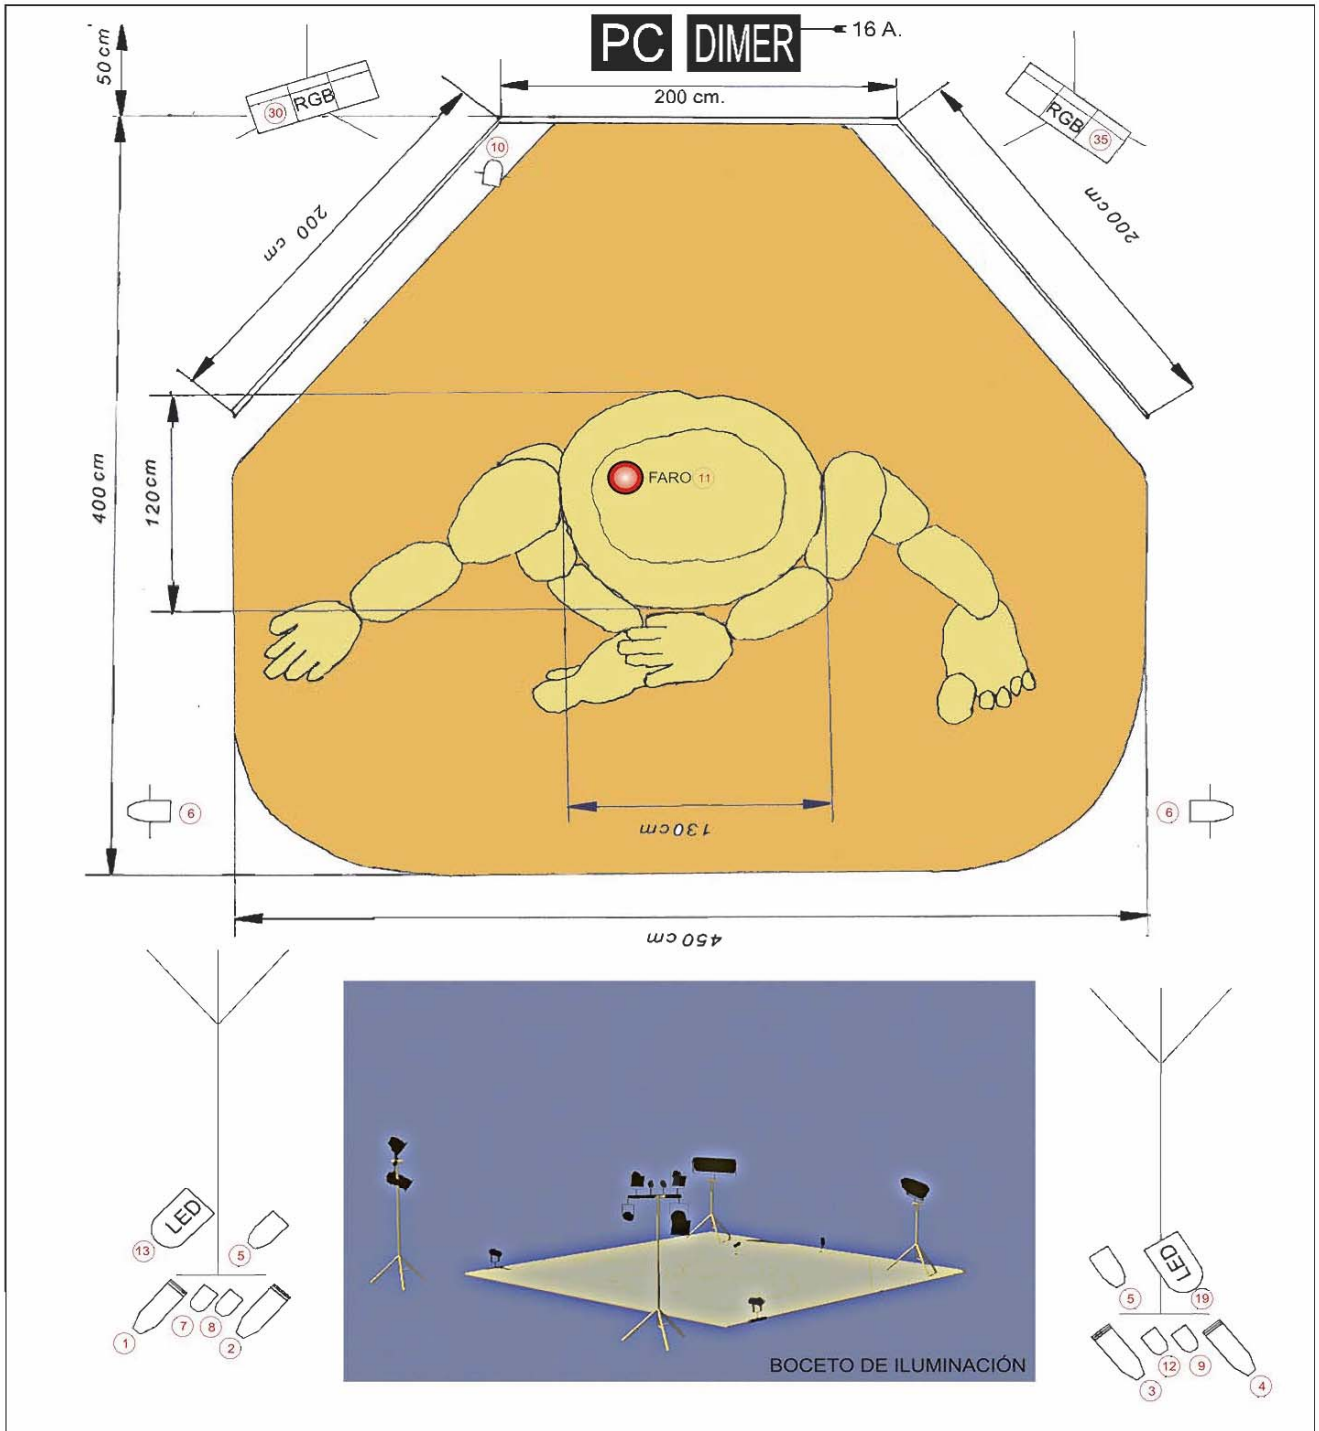 PC DIMER 16 A.
50 cm
200 cm.
30 RGB
RGB 35
10
200 cm
200 cm
400 cm
120 cm
FARO 11
6
6
130 cm
450 cm
LED
13
5
1
7
8
2
LED
5
19
3
12
9
4
BOCETO DE ILUMINACIÓN